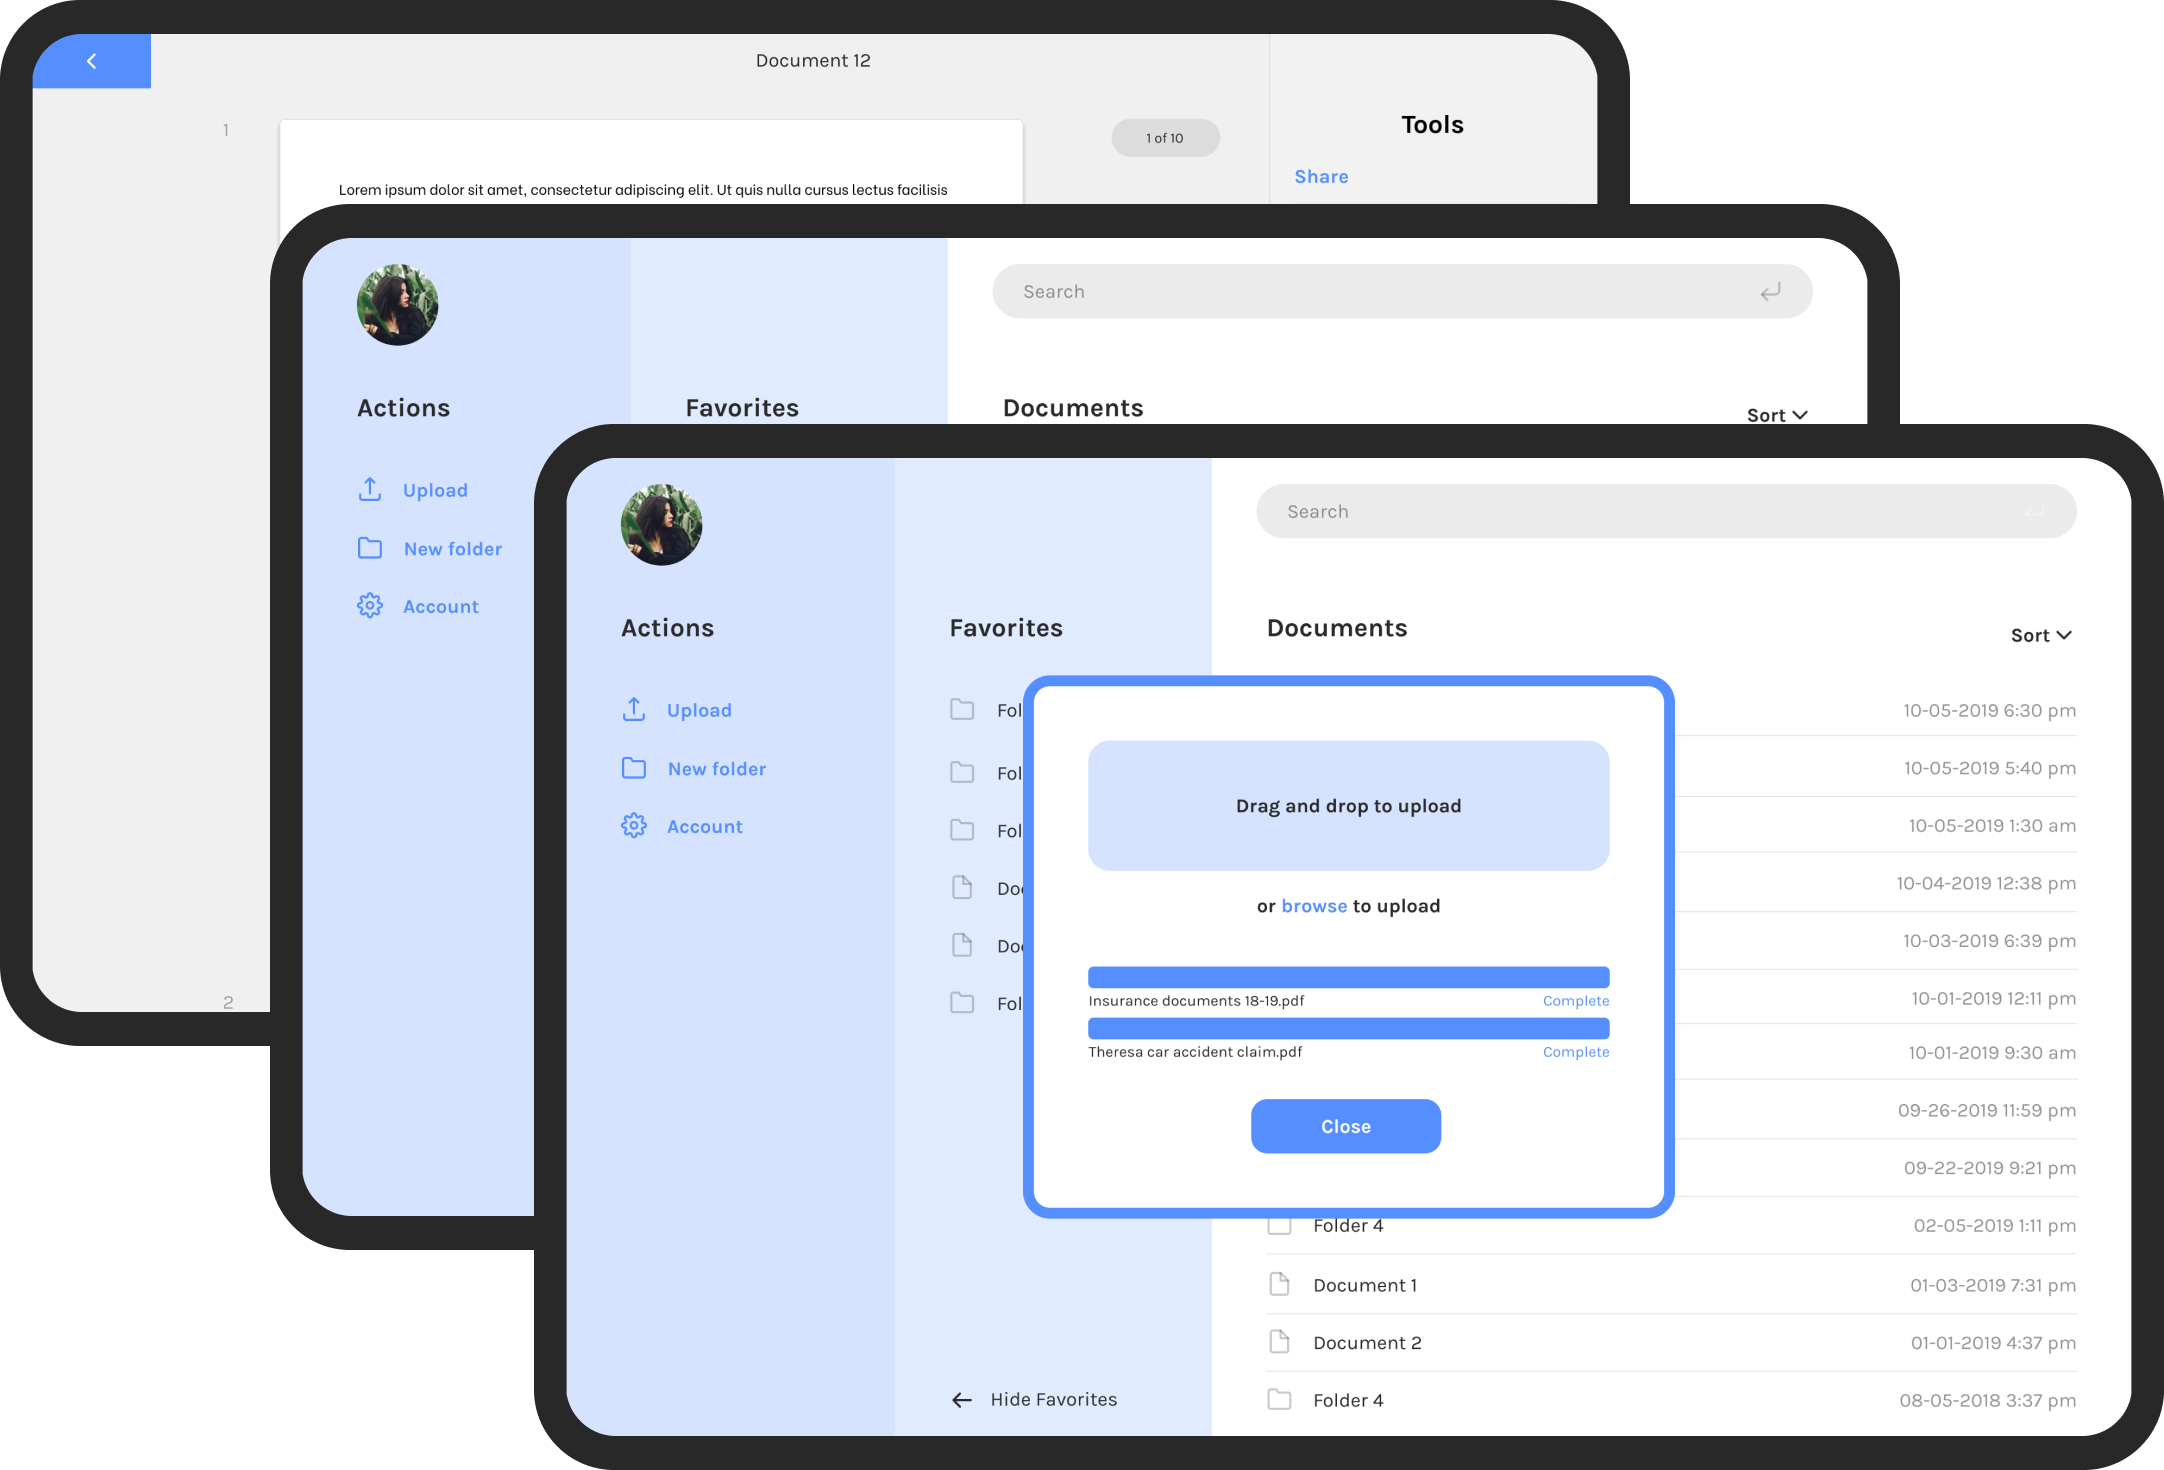 Document 12
1
1 of 10
Tools
Share
Lorem ipsum dolor sit amet, consectetur adipiscing elit. Ut quis nulla cursus lectus facilisis
2
Search
Actions
Favorites
Documents
Sort
Upload
New folder
Account
Search
Actions
Favorites
Documents
Sort
Upload
New folder
Account
Fol
Fol
Fol
Do
Do
Fol
Hide Favorites
Drag and drop to upload
or browse to upload
Insurance documents 18-19.pdf Complete
Theresa car accident claim.pdf Complete
Close
10-05-2019 6:30 pm
10-05-2019 5:40 pm
10-05-2019 1:30 am
10-04-2019 12:38 pm
10-03-2019 6:39 pm
10-01-2019 12:11 pm
10-01-2019 9:30 am
09-26-2019 11:59 pm
09-22-2019 9:21 pm
Folder 4 02-05-2019 1:11 pm
Document 1 01-03-2019 7:31 pm
Document 2 01-01-2019 4:37 pm
Folder 4 08-05-2018 3:37 pm